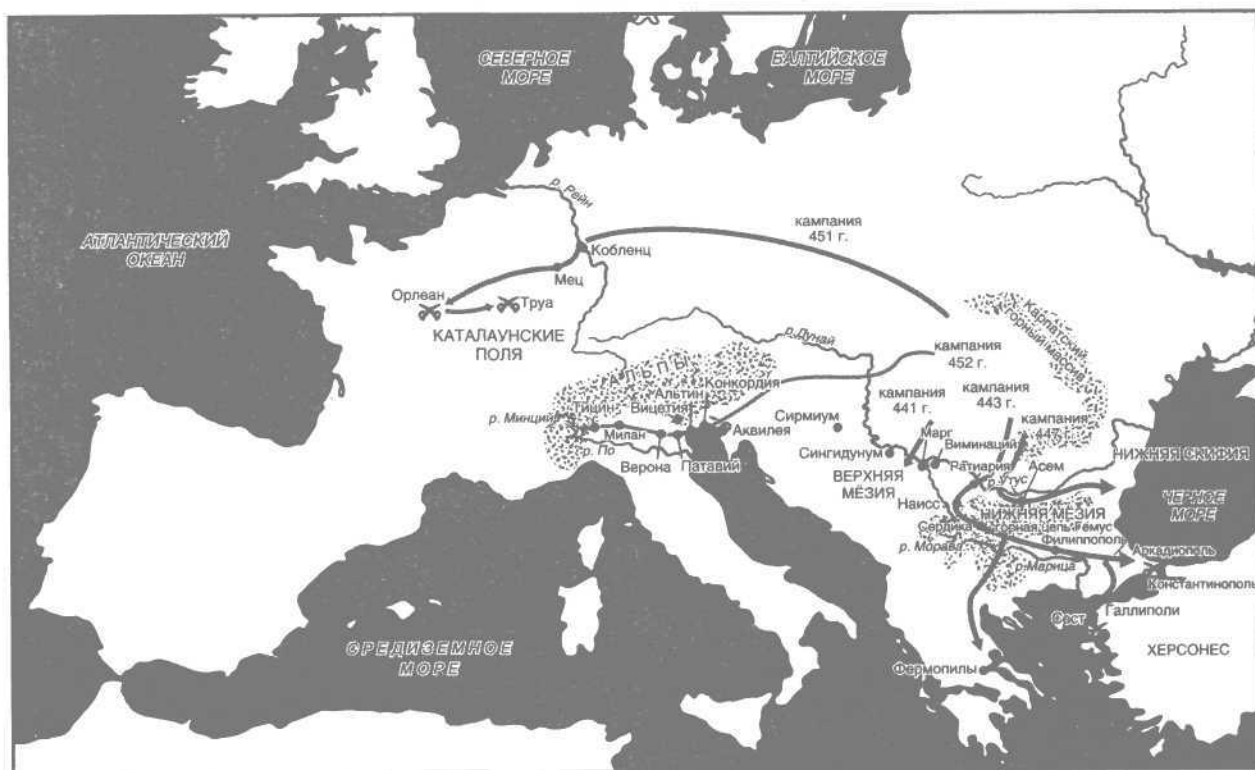 СЕВЕРНОЕ
МОРЕ
БАЛТИЙСКОЕ
МОРЕ
АТЛАНТИЧЕСКИЙ
ОКЕАН
р. Рейн
кампания
451 г.
Кобленц
Мец
Орлеан
Труа
КАТАЛАУНСКИЕ
ПОЛЯ
р. Дунай
Карпатский
горный массив
кампания
452 г.
АЛЬПЫ
Конкордия
Альтин
Тицин
Вицетия
р. Минций
Милан
р. По
Верона
Патавий
Аквилея
Сирмиум
Сингидунум
кампания
441 г.
кампания
443 г.
кампания
447 г.
Марг
Виминаций
Ратиария
р. Утус
Асем
ВЕРХНЯЯ
МЁЗИЯ
НИЖНЯЯ СКИФИЯ
ЧЕРНОЕ
МОРЕ
Наисс
НИЖНЯЯ МЁЗИЯ
Сердика
горная цепь Гемус
Филиппополь
Аркадиополь
р. Морава
р. Марица
Константинополь
Сест
Галлиполи
ХЕРСОНЕС
Фермопилы
СРЕДИЗЕМНОЕ
МОРЕ